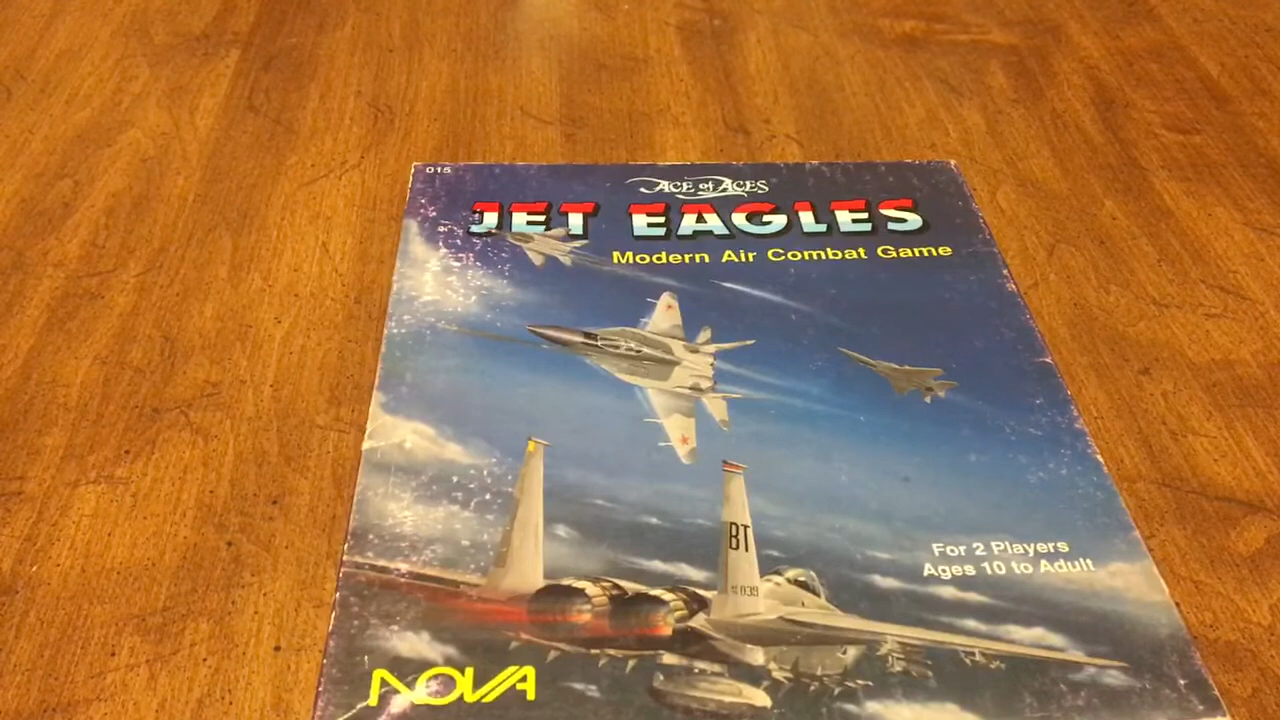 015
ACE of ACES
JET EAGLES
Modern Air Combat Game
BT
039
For 2 Players
Ages 10 to Adult
NOVA